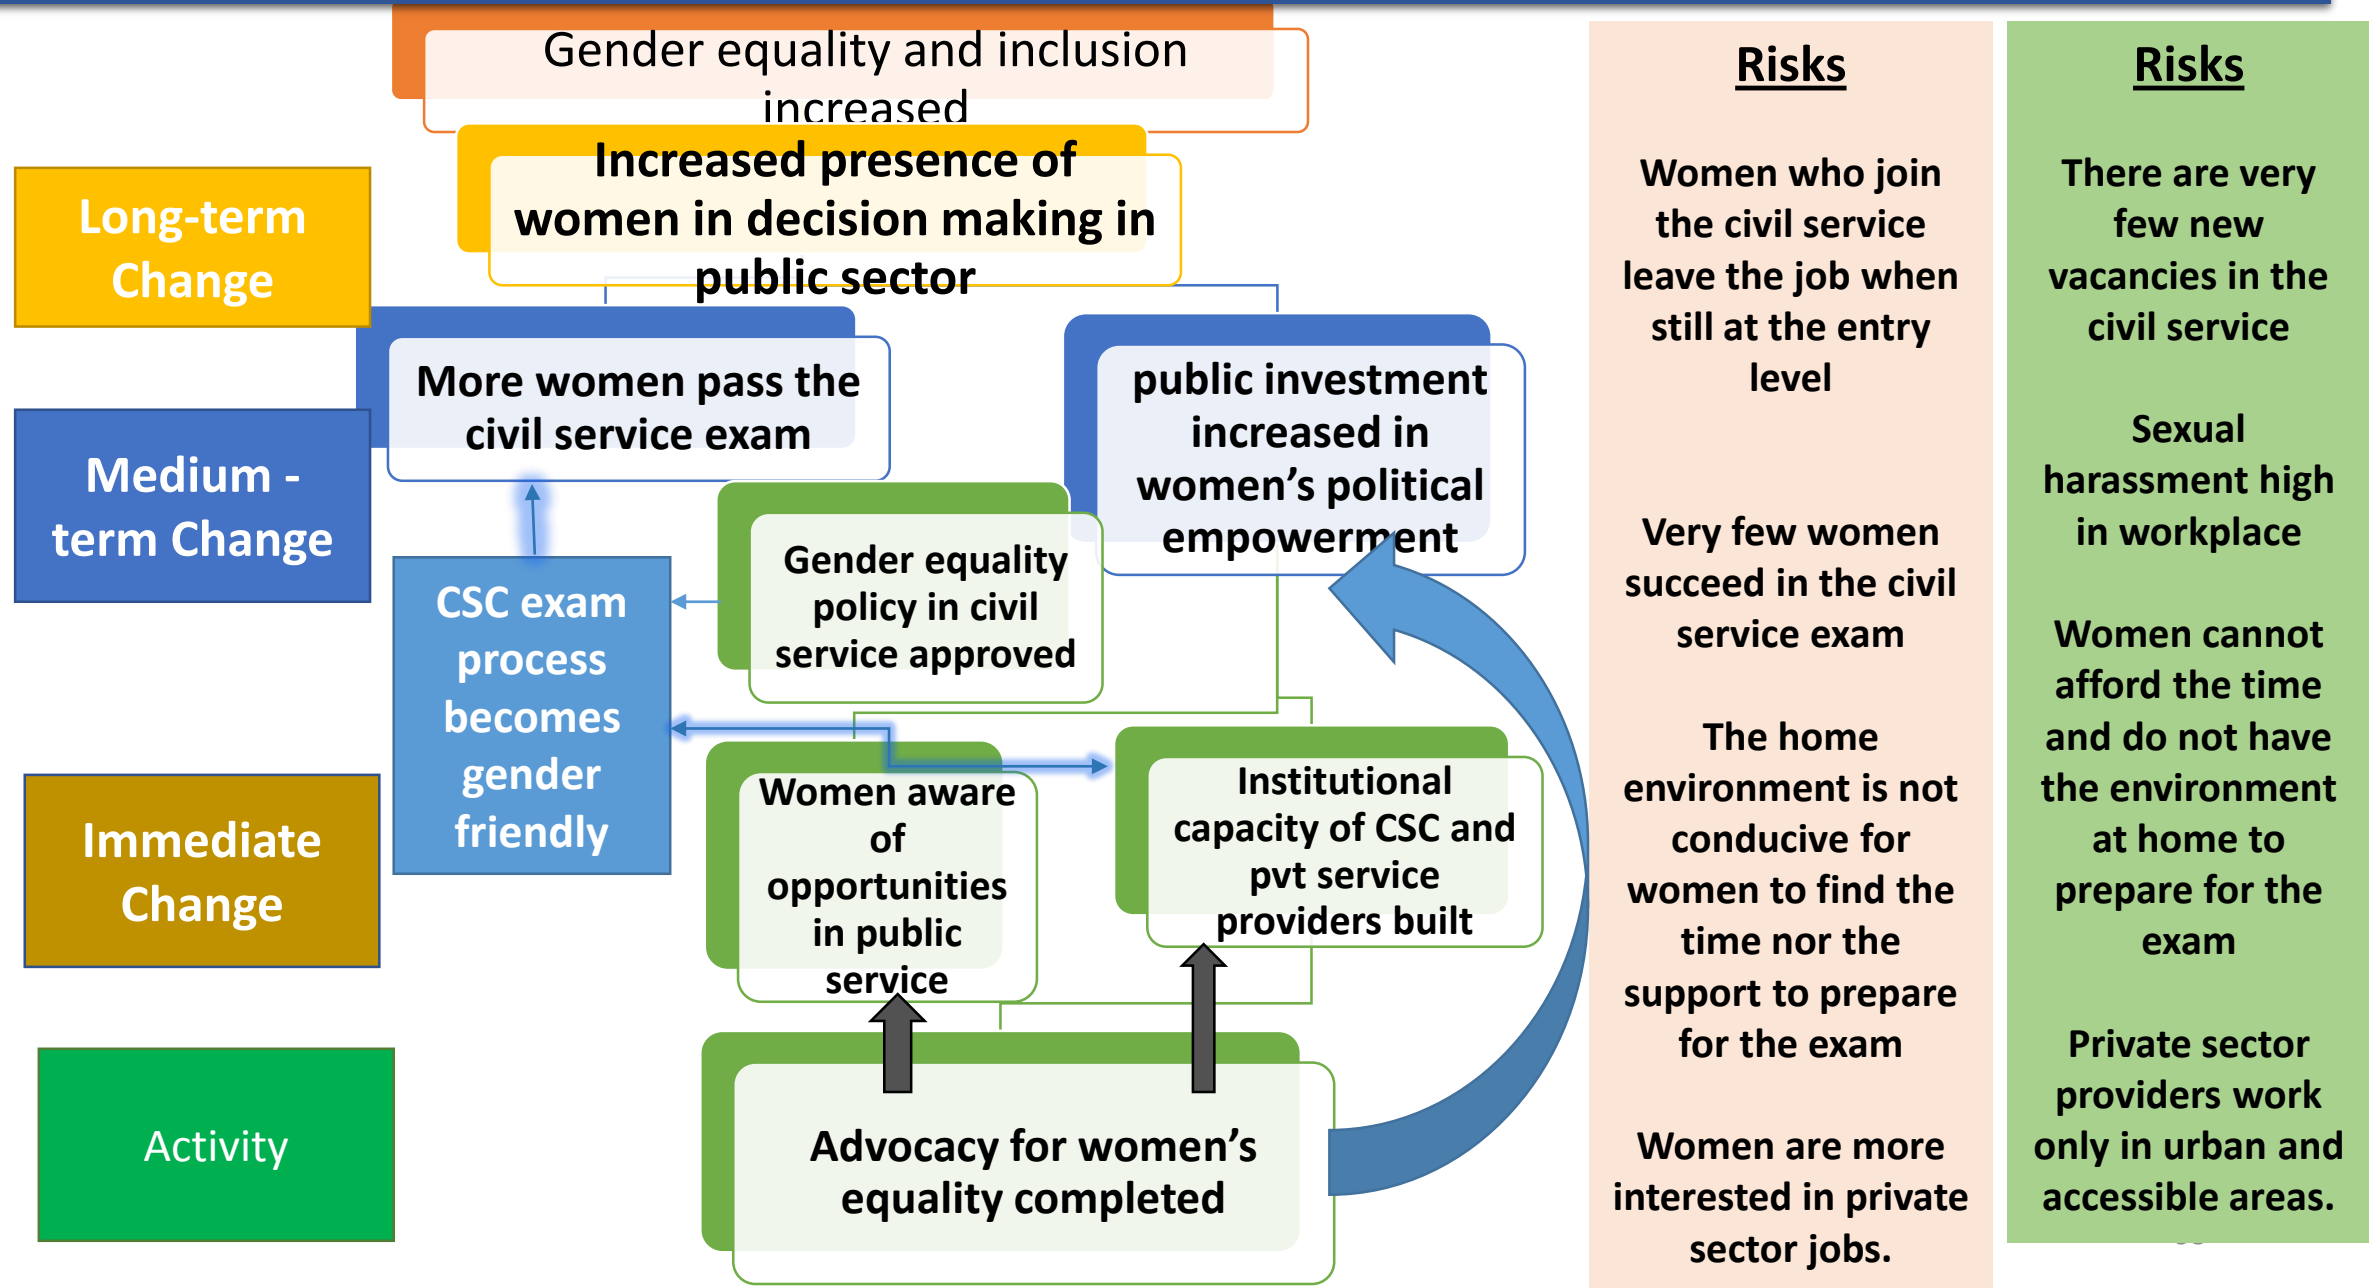 Gender equality and inclusion
increased
Increased presence of
women in decision making in
public sector
Long-term
Change
More women pass the
civil service exam
public investment
increased in
women’s political
empowerment
Medium -
term Change
Gender equality
policy in civil
service approved
CSC exam
process
becomes
gender
friendly
Women aware
of
opportunities
in public
service
Institutional
capacity of CSC and
pvt service
providers built
Immediate
Change
Activity
Advocacy for women’s
equality completed
Risks
Women who join
the civil service
leave the job when
still at the entry
level
Very few women
succeed in the civil
service exam
The home
environment is not
conducive for
women to find the
time nor the
support to prepare
for the exam
Women are more
interested in private
sector jobs.
Risks
There are very
few new
vacancies in the
civil service
Sexual
harassment high
in workplace
Women cannot
afford the time
and do not have
the environment
at home to
prepare for the
exam
Private sector
providers work
only in urban and
accessible areas.